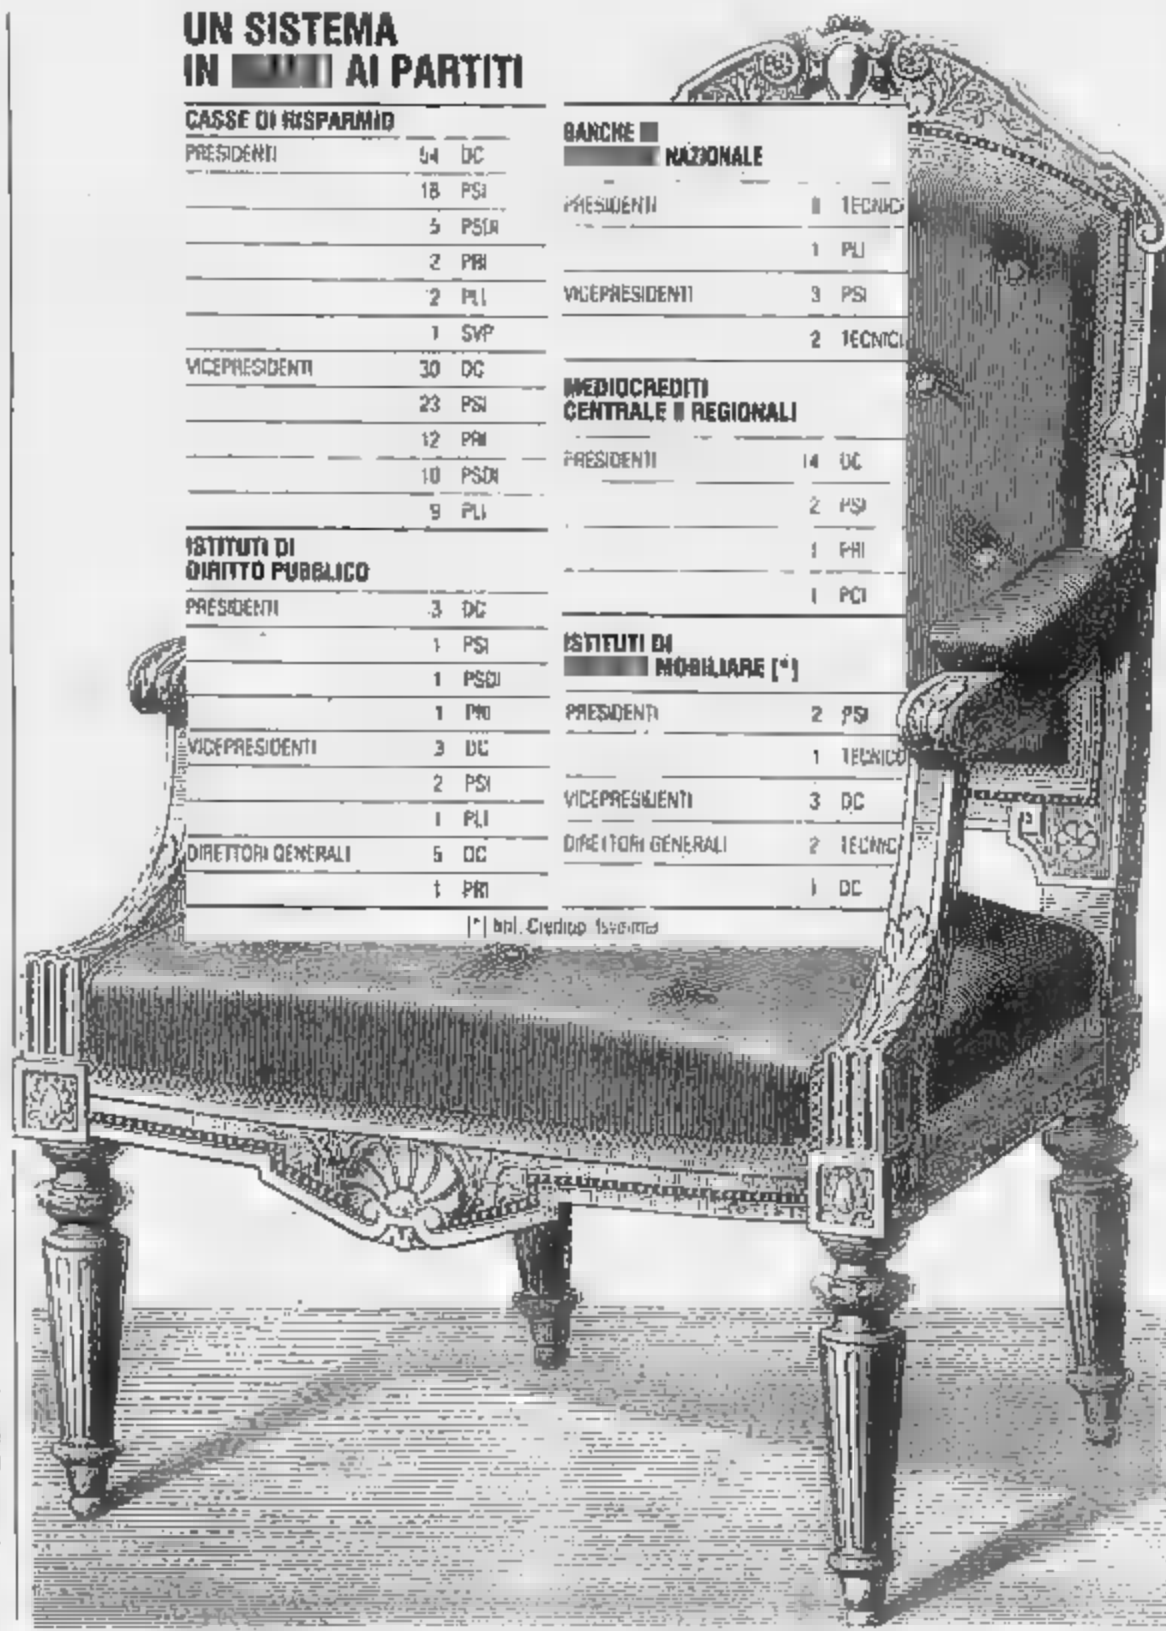 UN SISTEMA
IN AI PARTITI
CASSE DI RISPARMIO
PRESIDENTI 54 DC
18 PSI
5 PSDI
2 PRI
2 PLI
1 SVP
VICEPRESIDENTI 30 DC
23 PSI
12 PRI
10 PSDI
9 PLI
ISTITUTI DI
DIRITTO PUBBLICO
PRESIDENTI 3 DC
1 PSI
1 PSDI
1 PRI
VICEPRESIDENTI 3 DC
2 PSI
1 PLI
DIRETTORI GENERALI 5 DC
1 PRI
BANCHE
NAZIONALE
PRESIDENTI TECNICI
1 PLI
VICEPRESIDENTI 3 PSI
2 TECNICI
MEDIOCREDITI
CENTRALE REGIONALI
PRESIDENTI 14 DC
2 PSI
1 PRI
1 PCI
ISTITUTI DI
MOBILIARE [*]
PRESIDENTI 2 PSI
1 TECNICO
VICEPRESIDENTI 3 DC
DIRETTORI GENERALI 2 TECNICI
1 DC
[*] Crediop